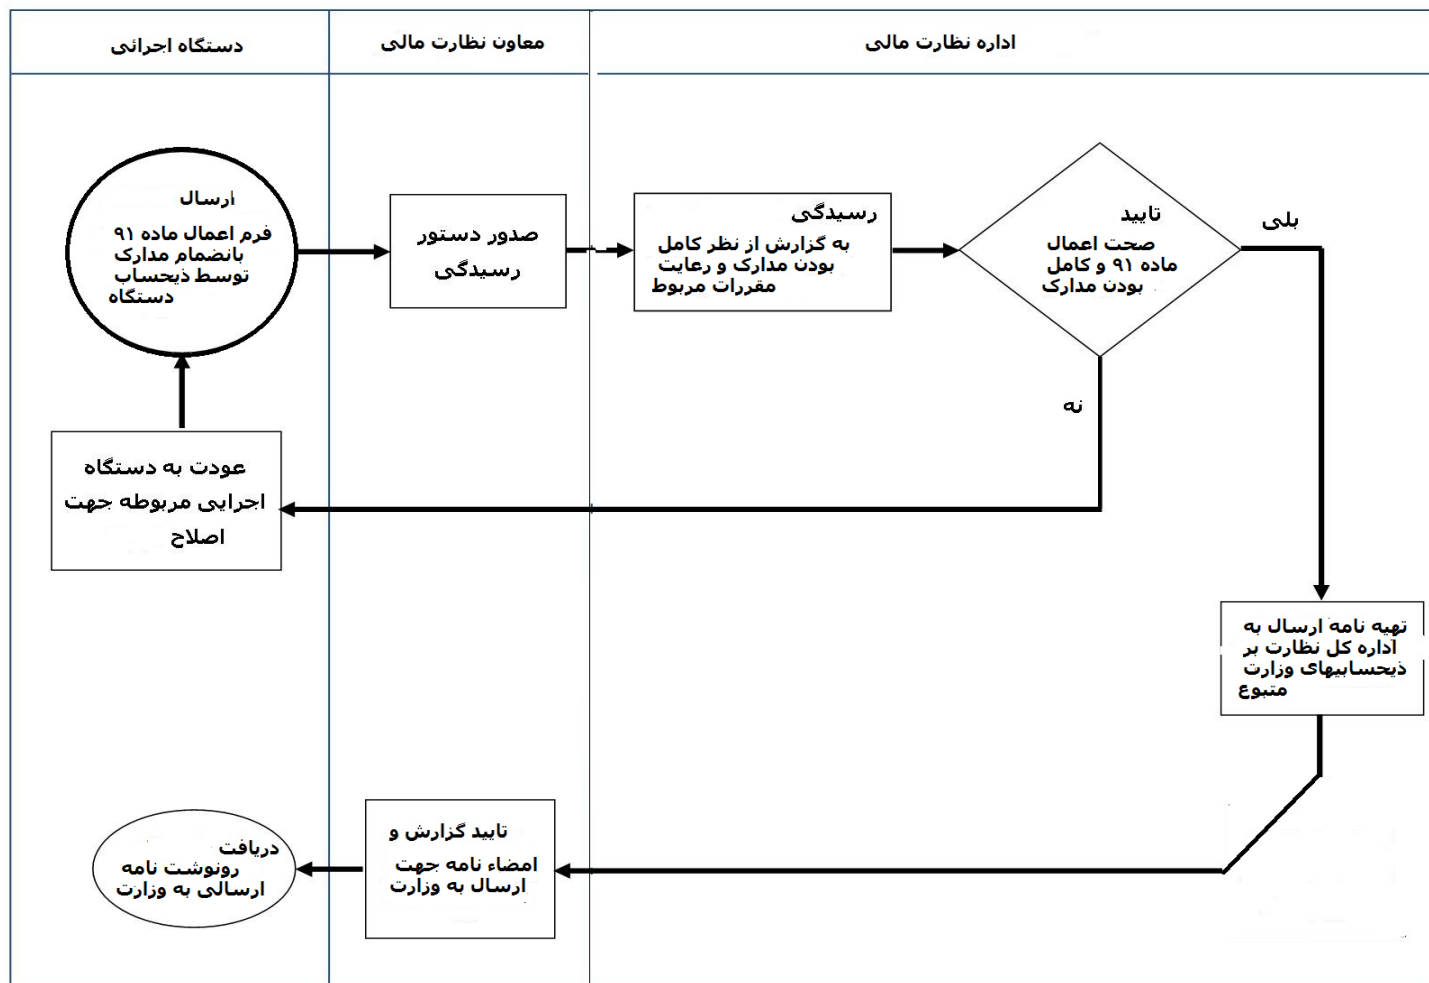 اداره نظارت مالی
معاون نظارت مالی
دستگاه اجرائی
ارسال
فرم اعمال ماده ۹۱
بانضمام مدارک
توسط ذیحساب
دستگاه
صدور دستور
رسیدگی
رسیدگی
به گزارش از نظر کامل
بودن مدارک و رعایت
مقررات مربوط
تایید
صحت اعمال
ماده ۹۱ و کامل
بودن مدارک
بلی
نه
عودت به دستگاه
اجرایی مربوطه جهت
اصلاح
تهیه نامه ارسال به
اداره کل نظارت بر
ذیحسابیهای وزارت
متبوع
تایید گزارش و
امضاء نامه جهت
ارسال به وزارت
دریافت
رونوشت نامه
ارسالی به وزارت